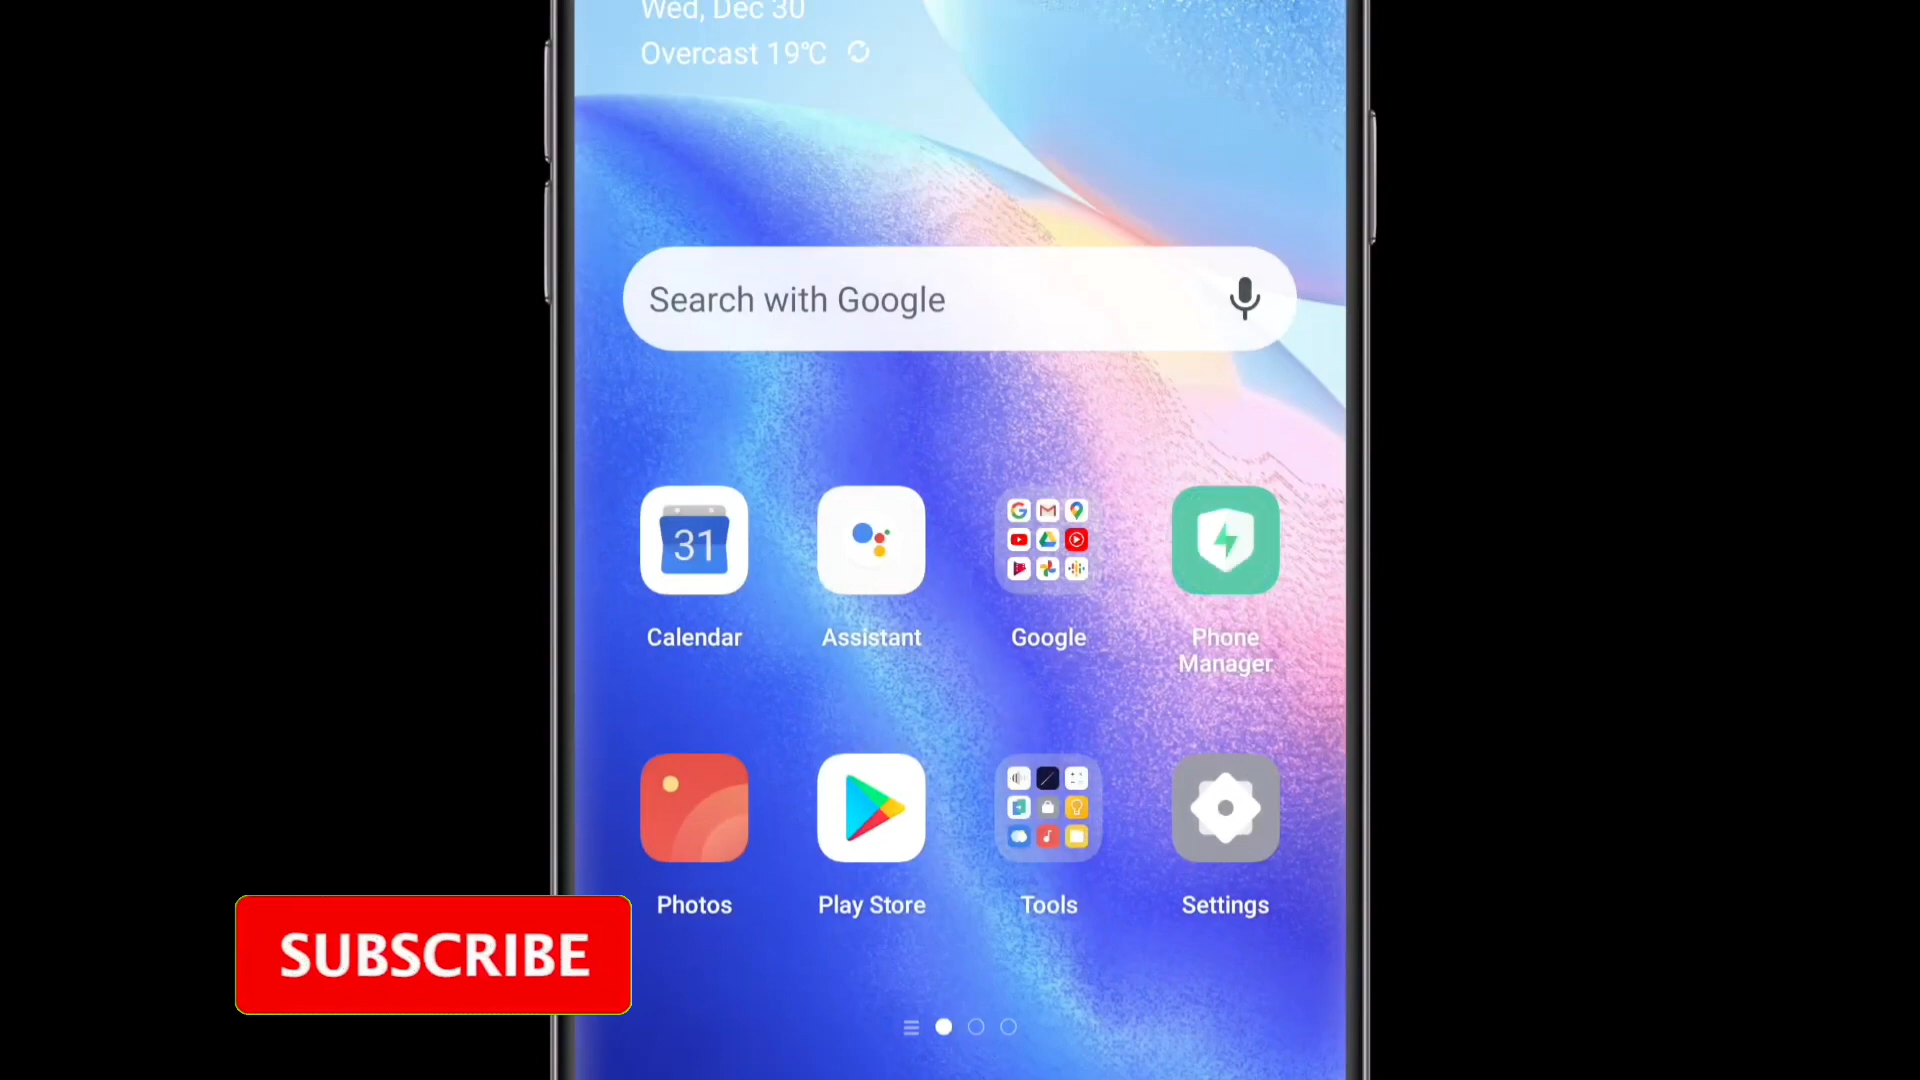 Wed, Dec 30
Overcast 19°C
Search with Google
31
Calendar
Assistant
Google
Phone
Manager
Photos
Play Store
Tools
Settings
SUBSCRIBE